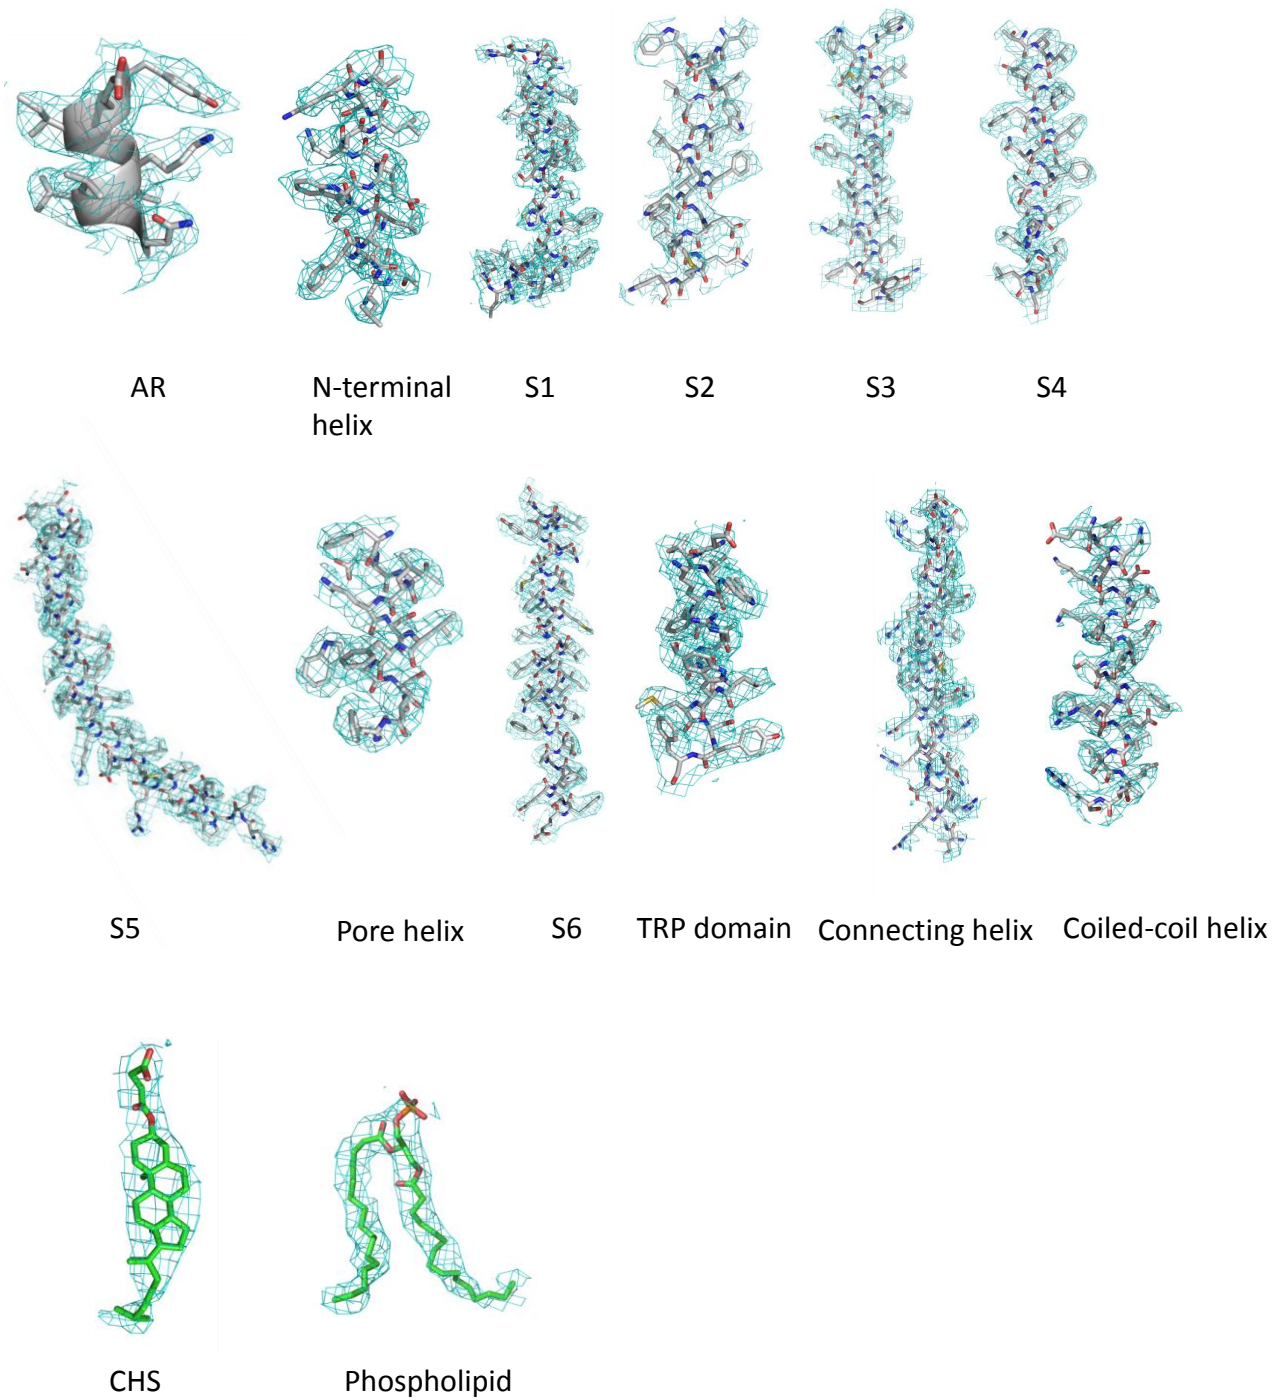 AR
N-terminal
helix
S1
S2
S3
S4
S5
Pore helix
S6
TRP domain
Connecting helix
Coiled-coil helix
CHS
Phospholipid